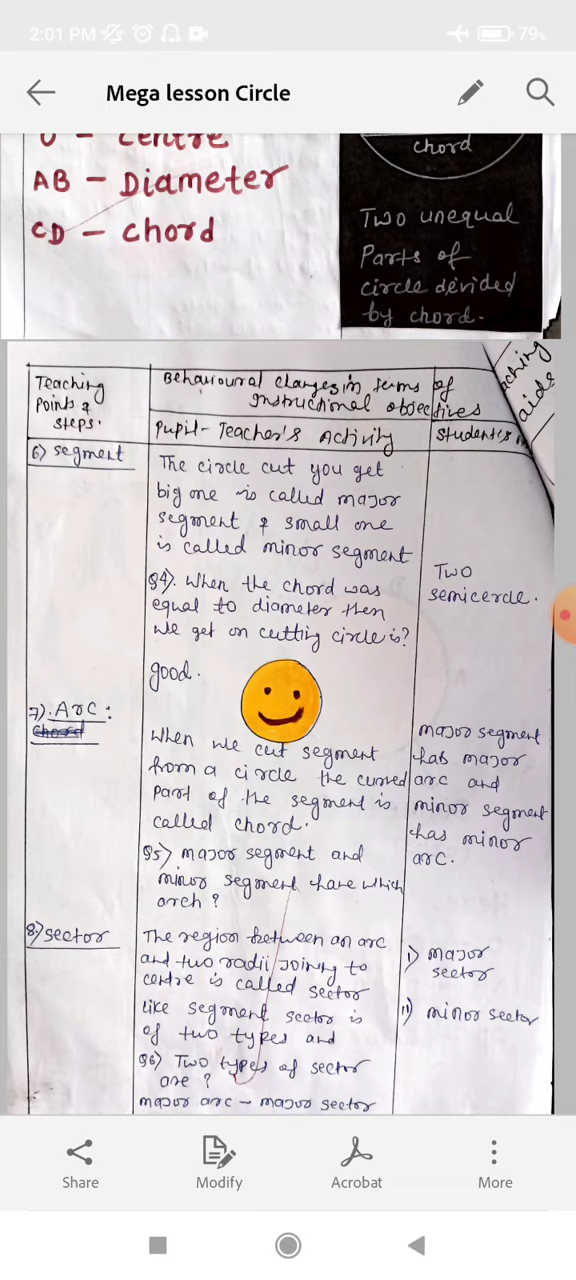 2:01 PM
79%
Mega lesson Circle
Centre
AB - Diameter
CD - chord
chord
Two unequal
Parts of
circle devided
by chord.
Teaching
Points &
steps.
Behavioural changes in terms of
Instructional objectives
Pupil-Teacher's Activity
Student's
aching
aide
6) segment
The circle cut you get
big one is called major
segment & small one
is called minor segment
Q4). When the chord was
equal to diameter then
we get on cutting circle is?
good.
Two
semicercle.
7). Arc:
chord
When we cut segment
from a circle the curved
Part of the segment is
called chord.
Q5) major segment and
minor segment have which
arch?
major segment
has major
arc and
minor segment
has minor
arc.
8) sector
The region between an arc
and two radii joining to
centre is called sector
like segment sector is
of two types and
Q6) Two types of sector
are?
major arc - major sector
i) major
sector
ii) minor sector
Share
Modify
Acrobat
More